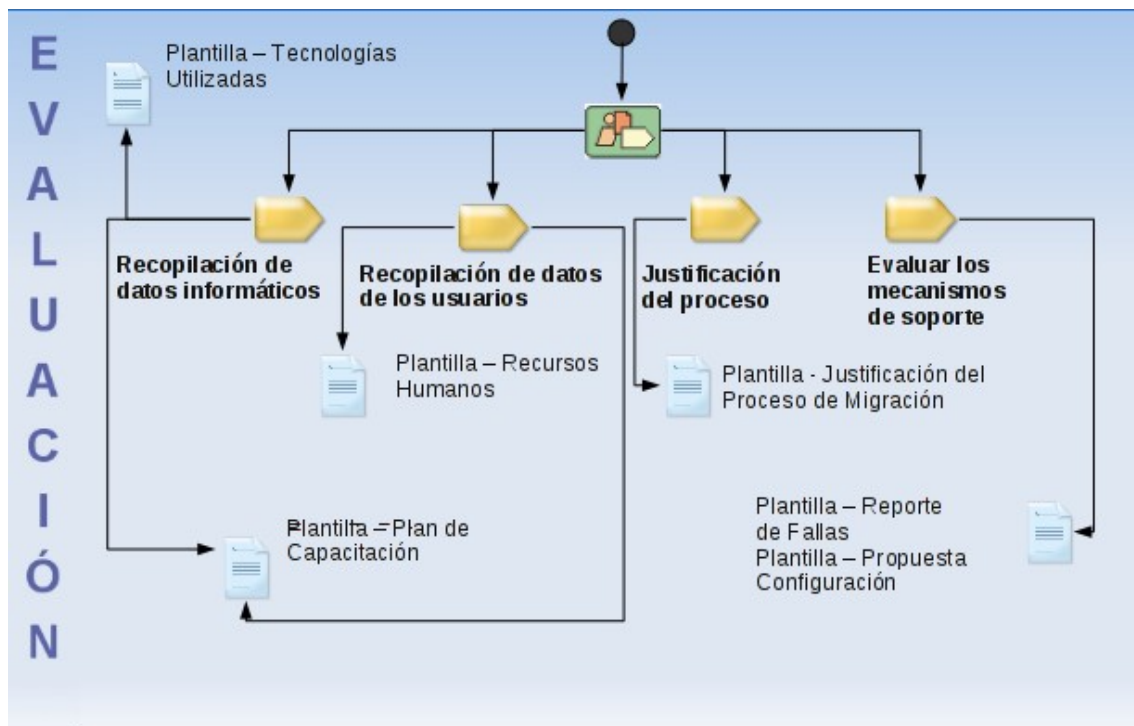 EVALUACIÓN
Plantilla – Tecnologías
Utilizadas
Recopilación de
datos informáticos
Recopilación de datos
de los usuarios
Justificación
del proceso
Evaluar los
mecanismos
de soporte
Plantilla – Recursos
Humanos
Plantilla - Justificación del
Proceso de Migración
Plantilla – Plan de
Capacitación
Plantilla – Reporte
de Fallas
Plantilla – Propuesta
Configuración